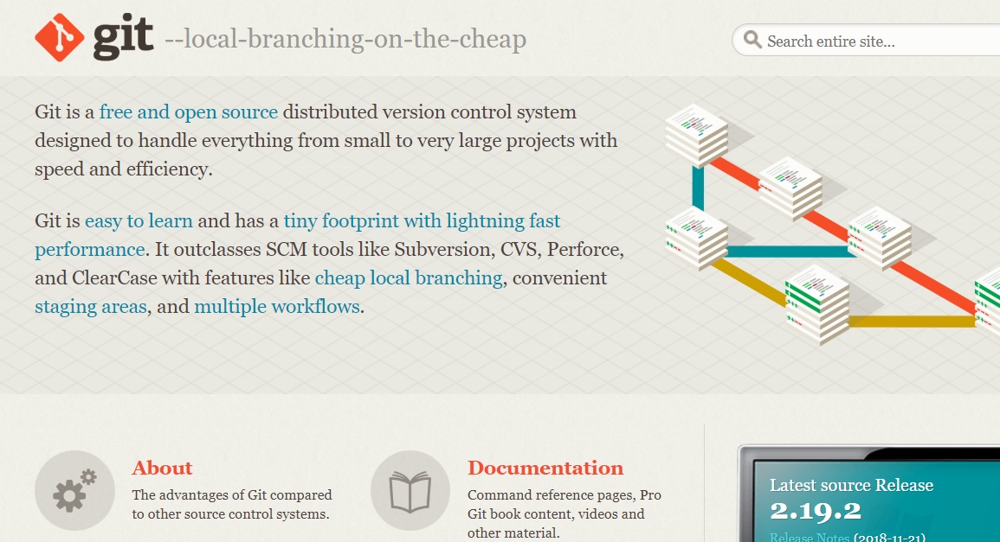 git --local-branching-on-the-cheap
Search entire site...
Git is a free and open source distributed version control system
designed to handle everything from small to very large projects with
speed and efficiency.
Git is easy to learn and has a tiny footprint with lightning fast
performance. It outclasses SCM tools like Subversion, CVS, Perforce,
and ClearCase with features like cheap local branching, convenient
staging areas, and multiple workflows.
About
The advantages of Git compared
to other source control systems.
Documentation
Command reference pages, Pro
Git book content, videos and
other material.
Latest source Release
2.19.2
Release Notes (2018-11-21)